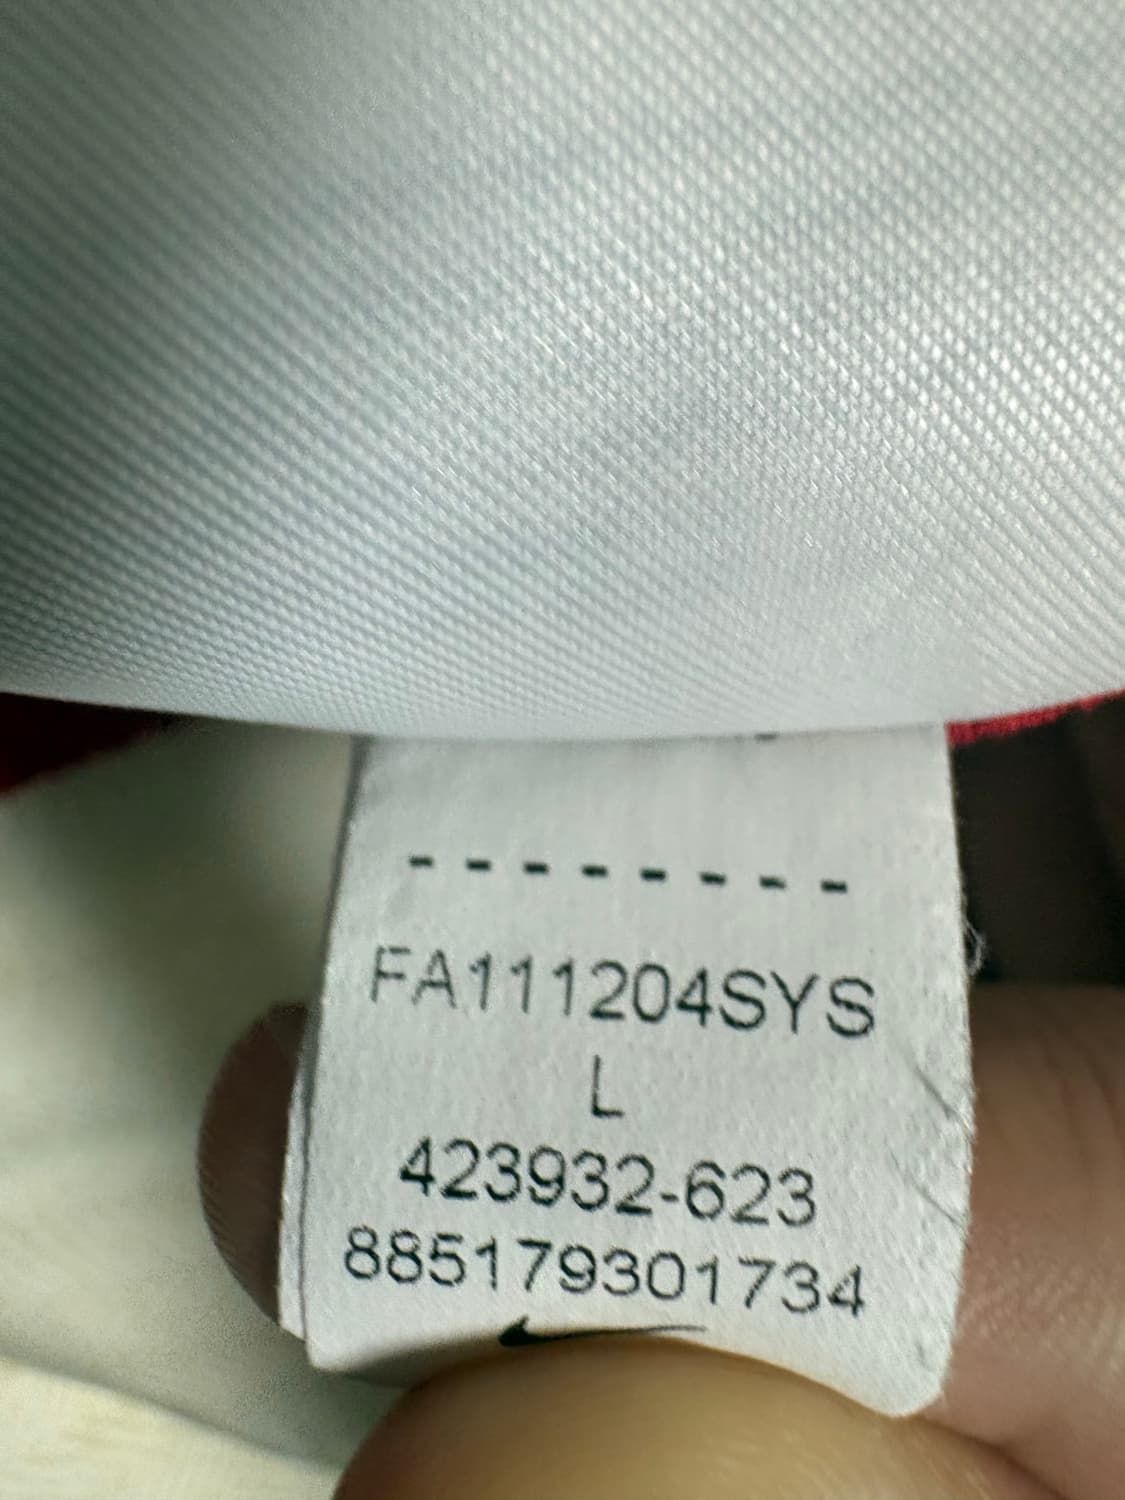 - - - - - - - -
FA111204SYS
L
423932-623
885179301734